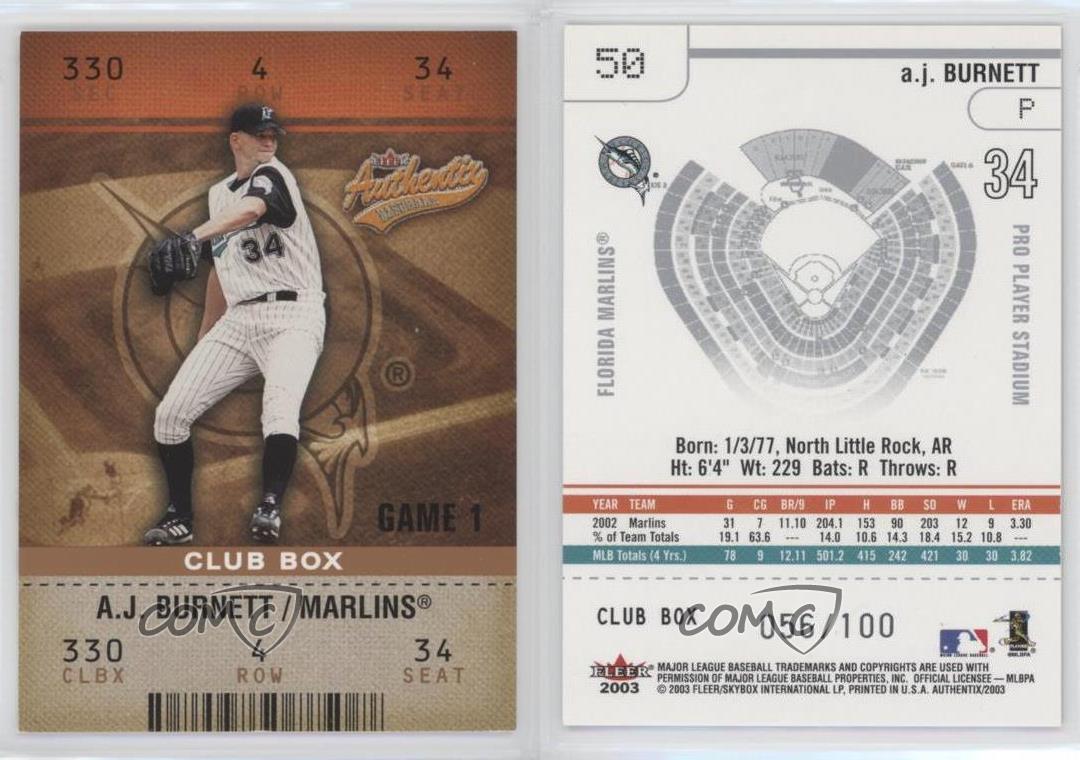 330 4 34
SEC ROW SEAT
FLEER
Authentix
BASEBALL
34
®
GAME 1
CLUB BOX
A.J. BURNETT / MARLINS®
COMC
330 4 34
CLBX ROW SEAT
50
a.j. BURNETT
P
34
FLORIDA MARLINS®
PRO PLAYER STADIUM
Born: 1/3/77, North Little Rock, AR
Ht: 6'4" Wt: 229 Bats: R Throws: R
YEAR TEAM G CG BR/9 IP H BB SO W L ERA
2002 Marlins 31 7 11.10 204.1 153 90 203 12 9 3.30
% of Team Totals 19.1 63.6 --- 14.0 10.6 14.3 18.4 15.2 10.8 ---
MLB Totals (4 Yrs.) 78 9 12.11 501.2 415 242 421 30 30 3.82
CLUB BOX 056/100
COMC
FLEER®
2003
MAJOR LEAGUE BASEBALL TRADEMARKS AND COPYRIGHTS ARE USED WITH
PERMISSION OF MAJOR LEAGUE BASEBALL PROPERTIES, INC. OFFICIAL LICENSEE — MLBPA
© 2003 FLEER/SKYBOX INTERNATIONAL LP, PRINTED IN U.S.A. AUTHENTIX/2003